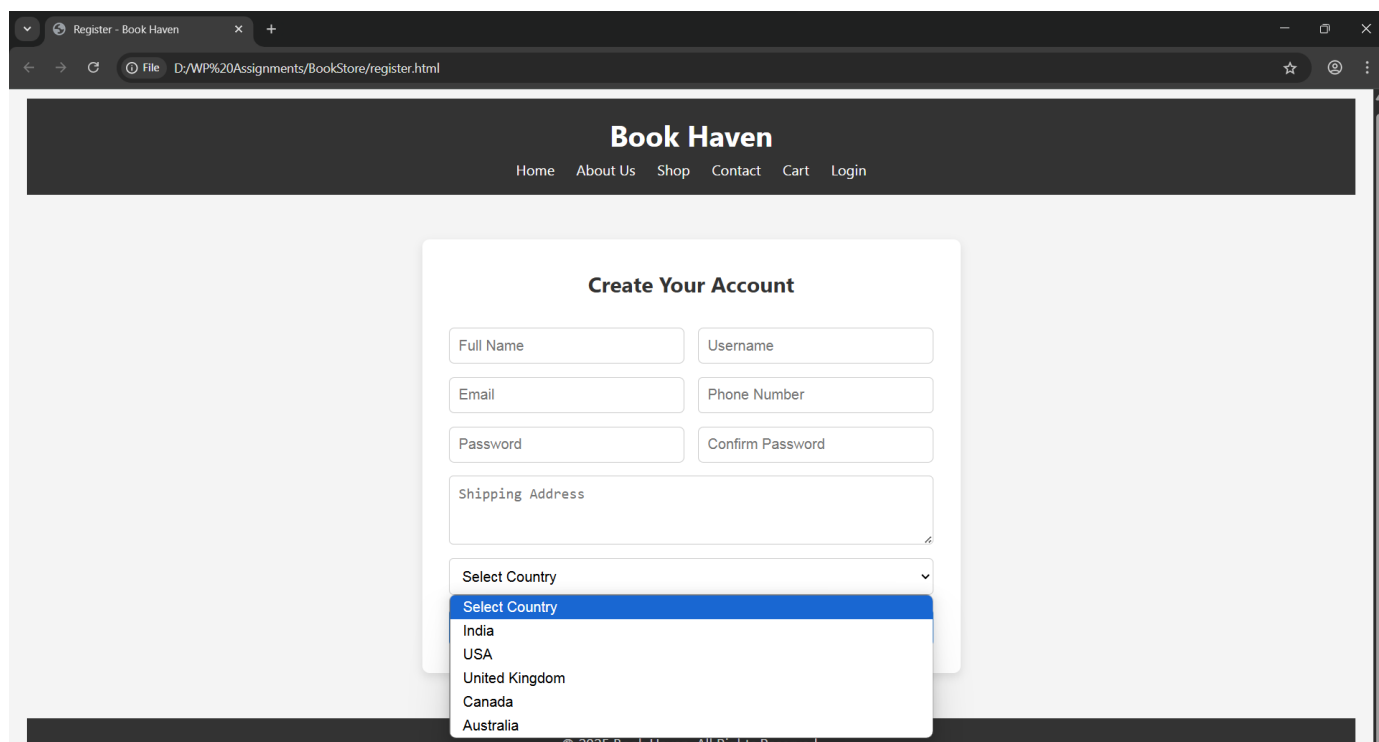 Register - Book Haven
File D:/WP%20Assignments/BookStore/register.html
Book Haven
Home About Us Shop Contact Cart Login
Create Your Account
Full Name Username
Email Phone Number
Password Confirm Password
Shipping Address
Select Country
Select Country
India
USA
United Kingdom
Canada
Australia